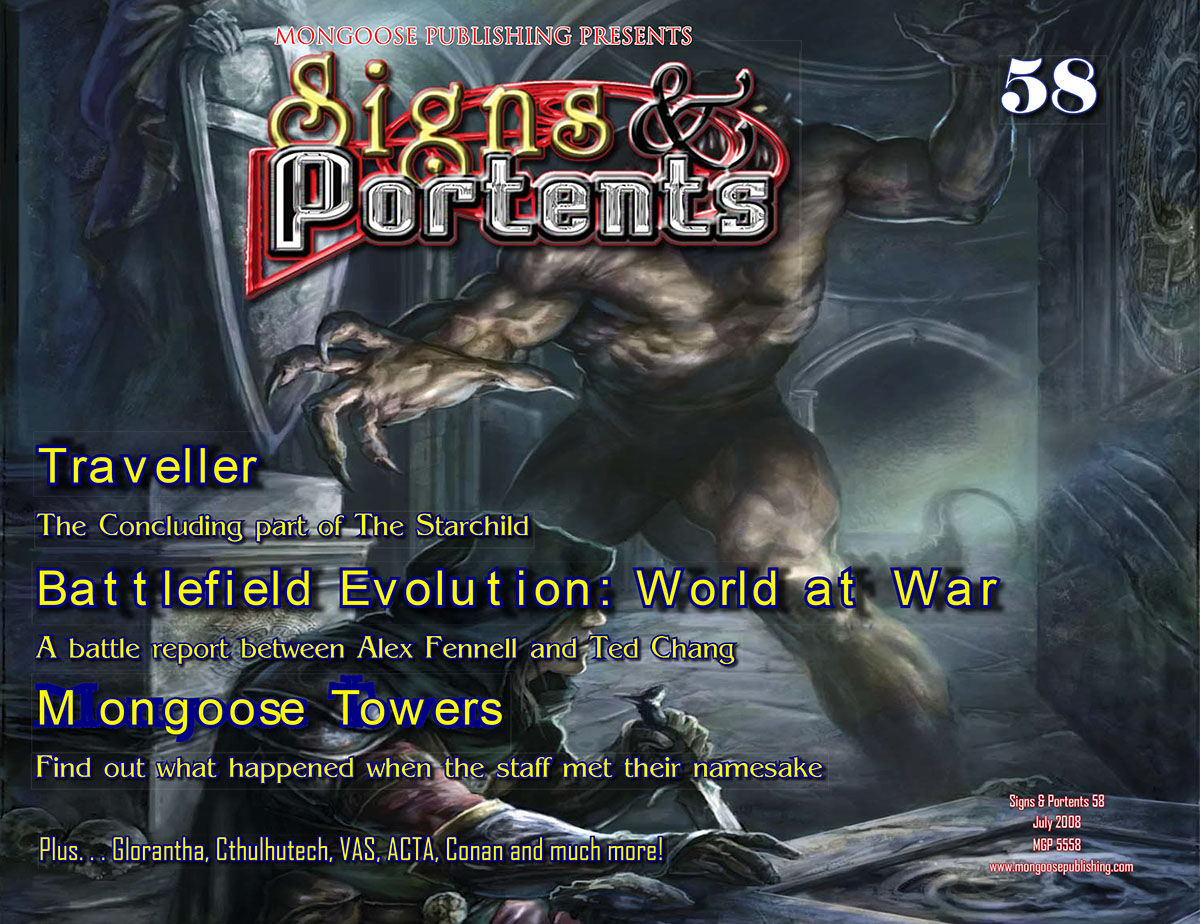 MONGOOSE PUBLISHING PRESENTS
Signs &
Portents
58
Traveller
The Concluding part of The Starchild
Battlefield Evolution: World at War
A battle report between Alex Fennell and Ted Chang
Mongoose Towers
Find out what happened when the staff met their namesake
Plus. . . Glorantha, Cthulhutech, VAS, ACTA, Conan and much more!
Signs & Portents 58
July 2008
MGP 5558
www.mongoosepublishing.com